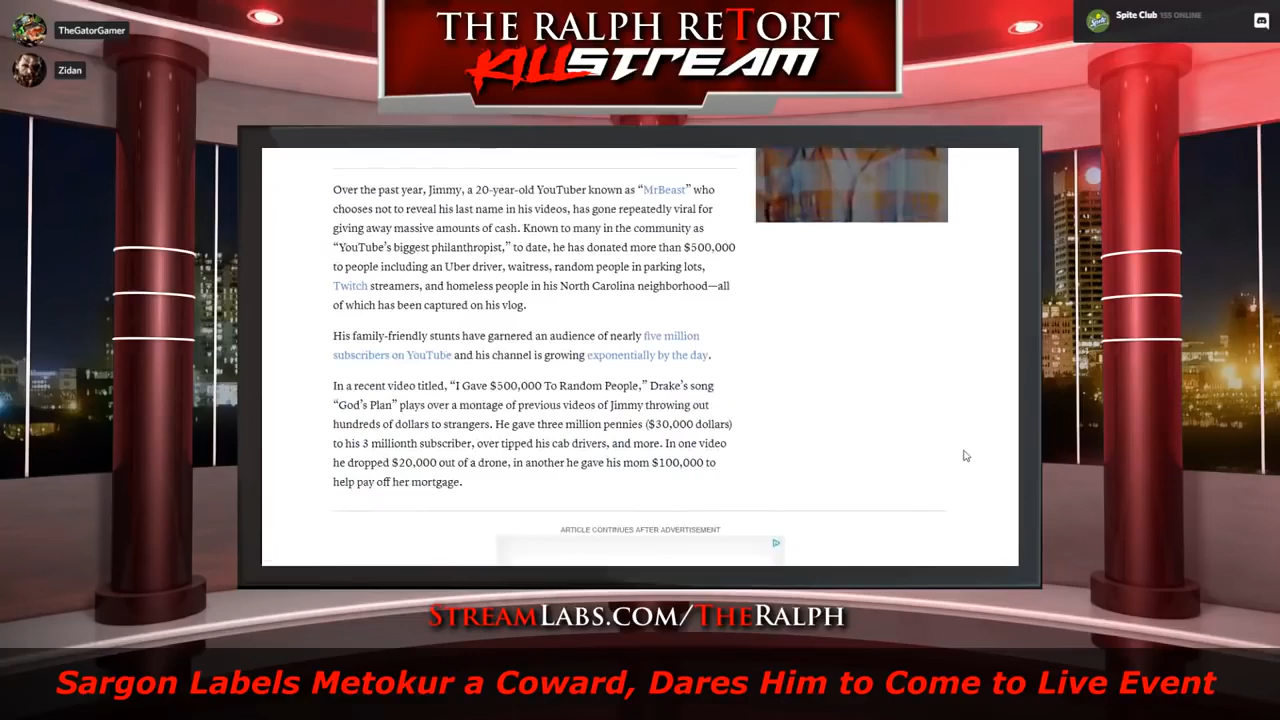 TheGatorGamer
Zidan
THE RALPH RETORT
KILLSTREAM
Spite Club 155 ONLINE
Over the past year, Jimmy, a 20-year-old YouTuber known as “MrBeast” who
chooses not to reveal his last name in his videos, has gone repeatedly viral for
giving away massive amounts of cash. Known to many in the community as
“YouTube’s biggest philanthropist,” to date, he has donated more than $500,000
to people including an Uber driver, waitress, random people in parking lots,
Twitch streamers, and homeless people in his North Carolina neighborhood—all
of which has been captured on his vlog.
His family-friendly stunts have garnered an audience of nearly five million
subscribers on YouTube and his channel is growing exponentially by the day.
In a recent video titled, “I Gave $500,000 To Random People,” Drake’s song
“God’s Plan” plays over a montage of previous videos of Jimmy throwing out
hundreds of dollars to strangers. He gave three million pennies ($30,000 dollars)
to his 3 millionth subscriber, over tipped his cab drivers, and more. In one video
he dropped $20,000 out of a drone, in another he gave his mom $100,000 to
help pay off her mortgage.
ARTICLE CONTINUES AFTER ADVERTISEMENT
STREAMLABS.COM/THERALPH
Sargon Labels Metokur a Coward, Dares Him to Come to Live Event